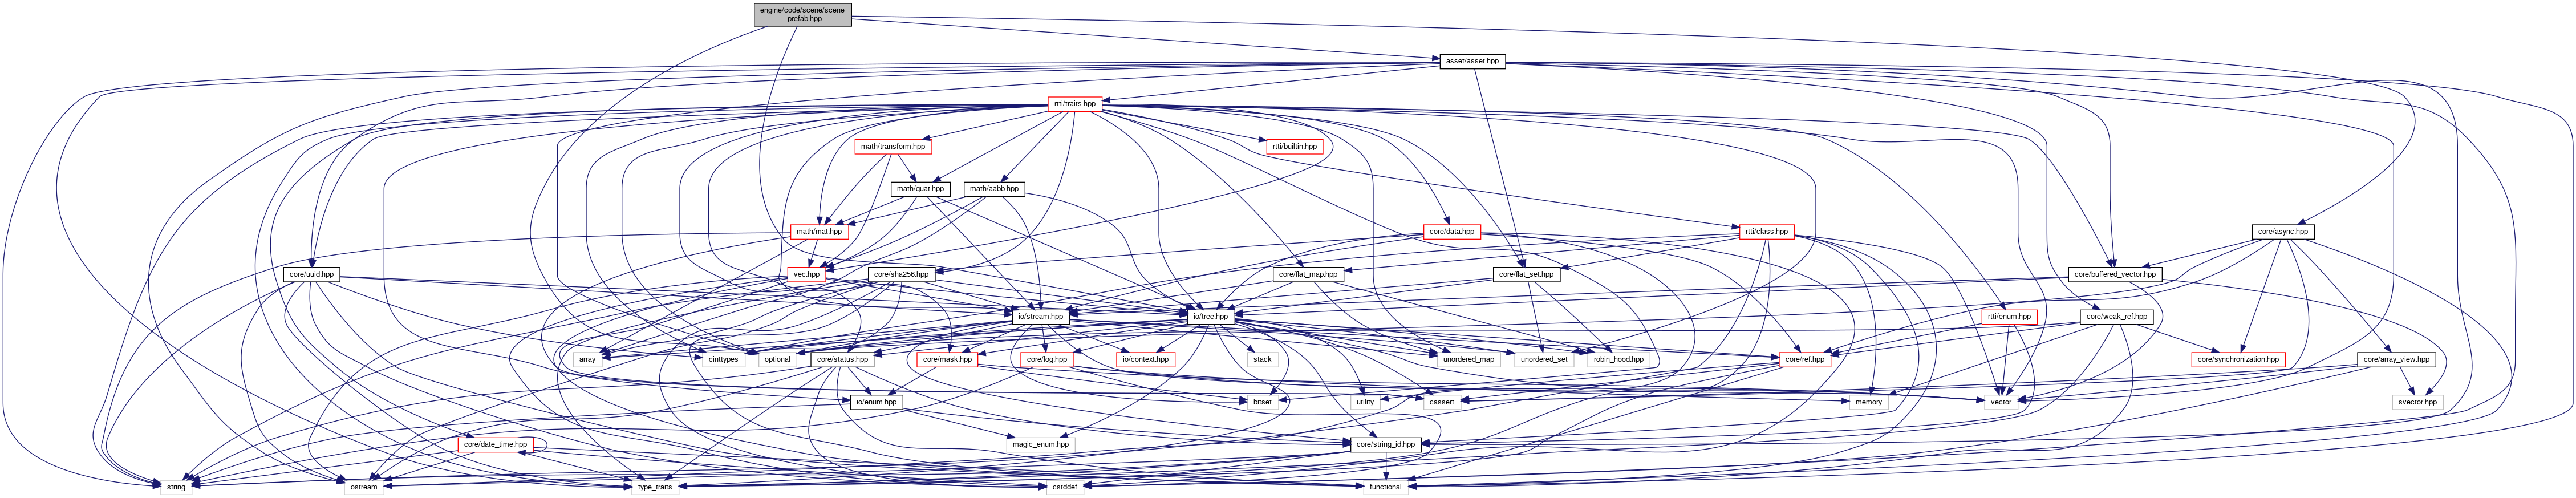 engine/code/scene/scene
_prefab.hpp
asset/asset.hpp
rtti/traits.hpp
math/transform.hpp
rtti/builtin.hpp
math/quat.hpp
math/aabb.hpp
math/mat.hpp
core/data.hpp
rtti/class.hpp
core/async.hpp
core/uuid.hpp
vec.hpp
core/sha256.hpp
core/flat_map.hpp
core/flat_set.hpp
core/buffered_vector.hpp
io/stream.hpp
io/tree.hpp
rtti/enum.hpp
core/weak_ref.hpp
array
cinttypes
optional
core/status.hpp
core/mask.hpp
core/log.hpp
io/context.hpp
stack
unordered_map
unordered_set
robin_hood.hpp
core/ref.hpp
core/synchronization.hpp
core/array_view.hpp
io/enum.hpp
bitset
utility
cassert
memory
vector
svector.hpp
core/date_time.hpp
magic_enum.hpp
core/string_id.hpp
string
ostream
type_traits
cstddef
functional